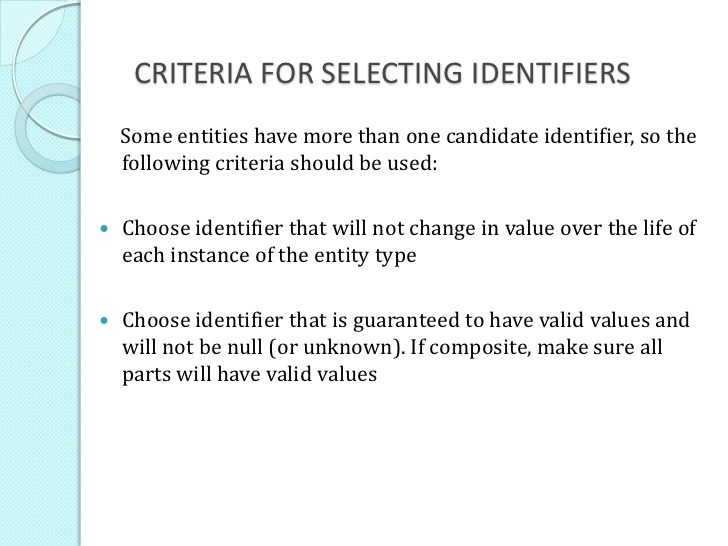 CRITERIA FOR SELECTING IDENTIFIERS
Some entities have more than one candidate identifier, so the
following criteria should be used:
• Choose identifier that will not change in value over the life of
each instance of the entity type
• Choose identifier that is guaranteed to have valid values and
will not be null (or unknown). If composite, make sure all
parts will have valid values